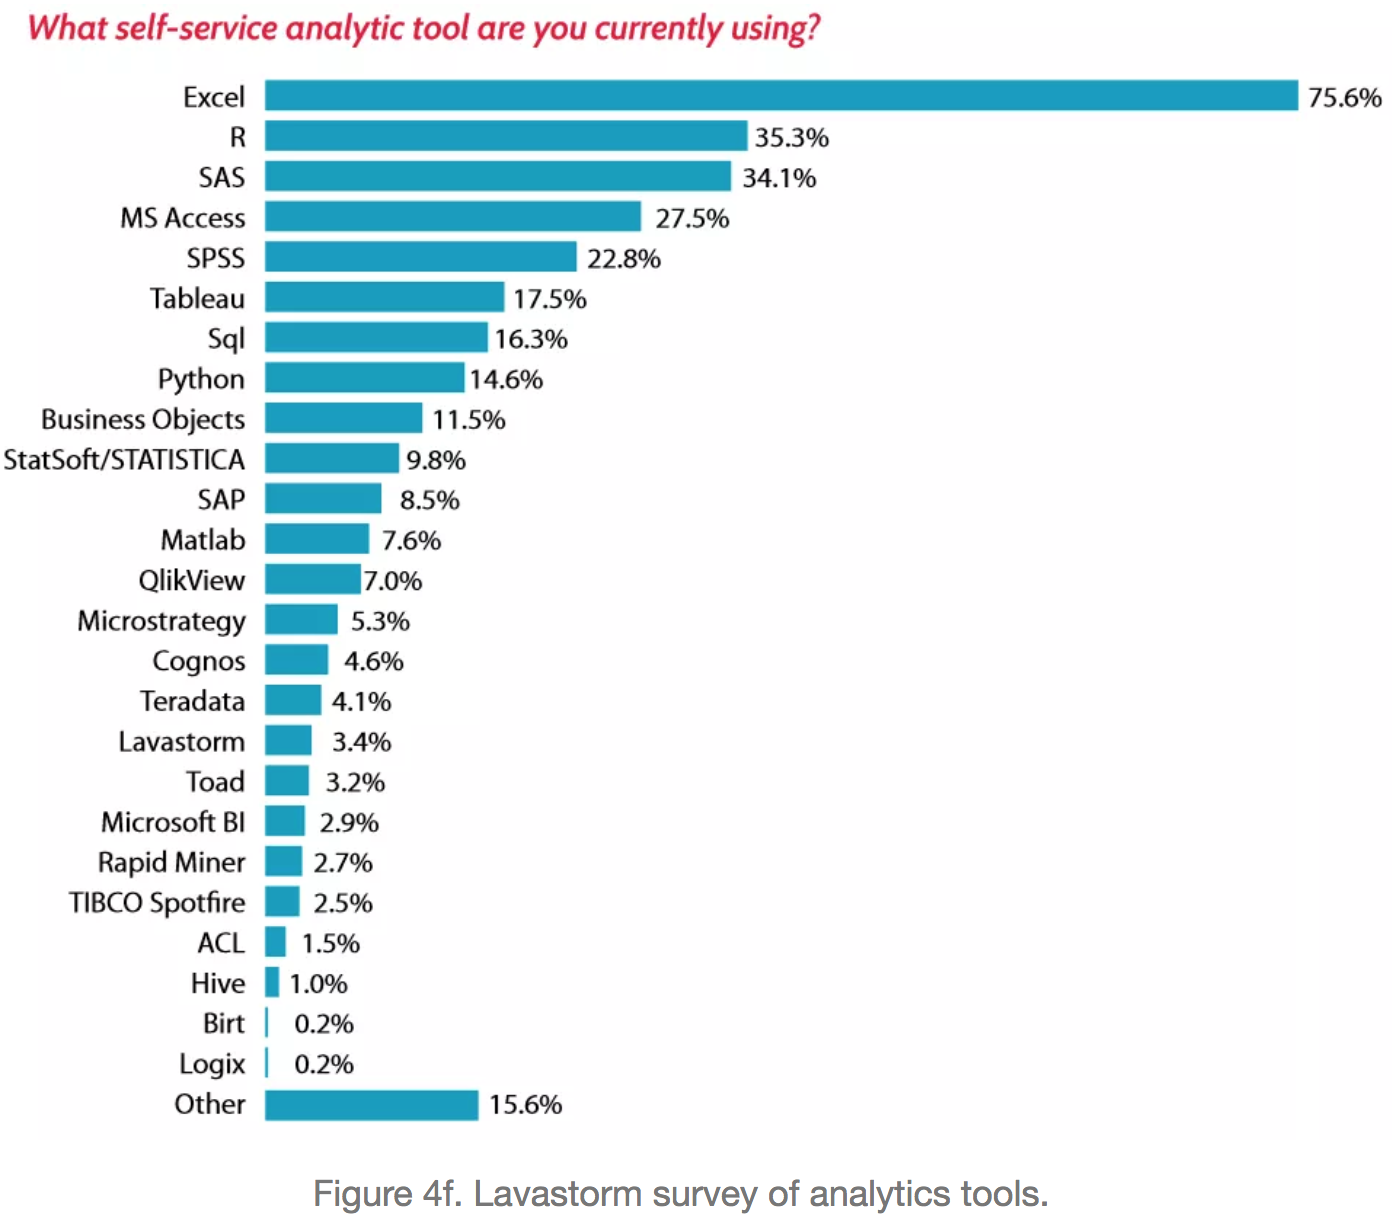 What self-service analytic tool are you currently using?
Excel 75.6%
R 35.3%
SAS 34.1%
MS Access 27.5%
SPSS 22.8%
Tableau 17.5%
Sql 16.3%
Python 14.6%
Business Objects 11.5%
StatSoft/STATISTICA 9.8%
SAP 8.5%
Matlab 7.6%
QlikView 7.0%
Microstrategy 5.3%
Cognos 4.6%
Teradata 4.1%
Lavastorm 3.4%
Toad 3.2%
Microsoft BI 2.9%
Rapid Miner 2.7%
TIBCO Spotfire 2.5%
ACL 1.5%
Hive 1.0%
Birt 0.2%
Logix 0.2%
Other 15.6%
Figure 4f. Lavastorm survey of analytics tools.